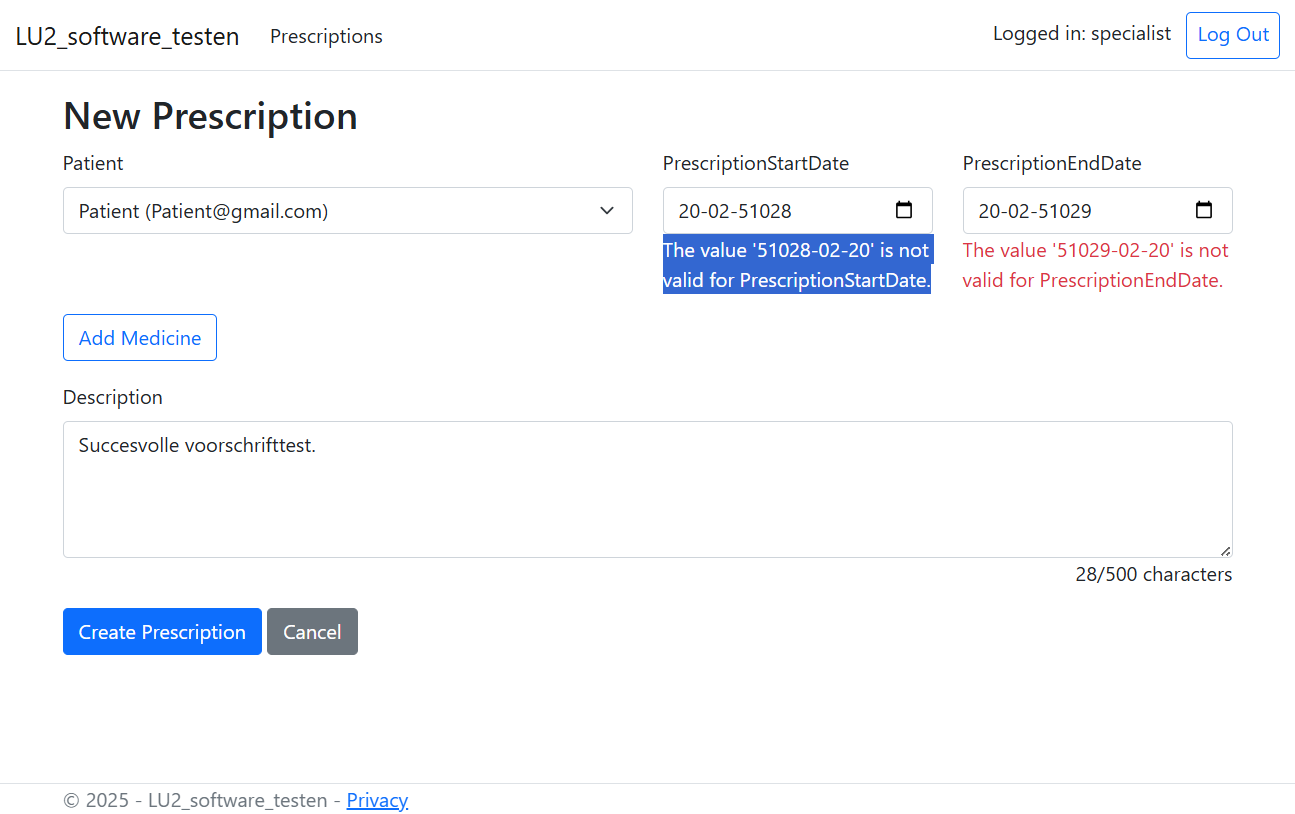 LU2_software_testen Prescriptions Logged in: specialist Log Out
New Prescription
Patient PrescriptionStartDate PrescriptionEndDate
Patient (Patient@gmail.com) 20-02-51028 20-02-51029
The value '51028-02-20' is not
valid for PrescriptionStartDate.
The value '51029-02-20' is not
valid for PrescriptionEndDate.
Add Medicine
Description
Succesvolle voorschrifttest.
28/500 characters
Create Prescription Cancel
© 2025 - LU2_software_testen - Privacy